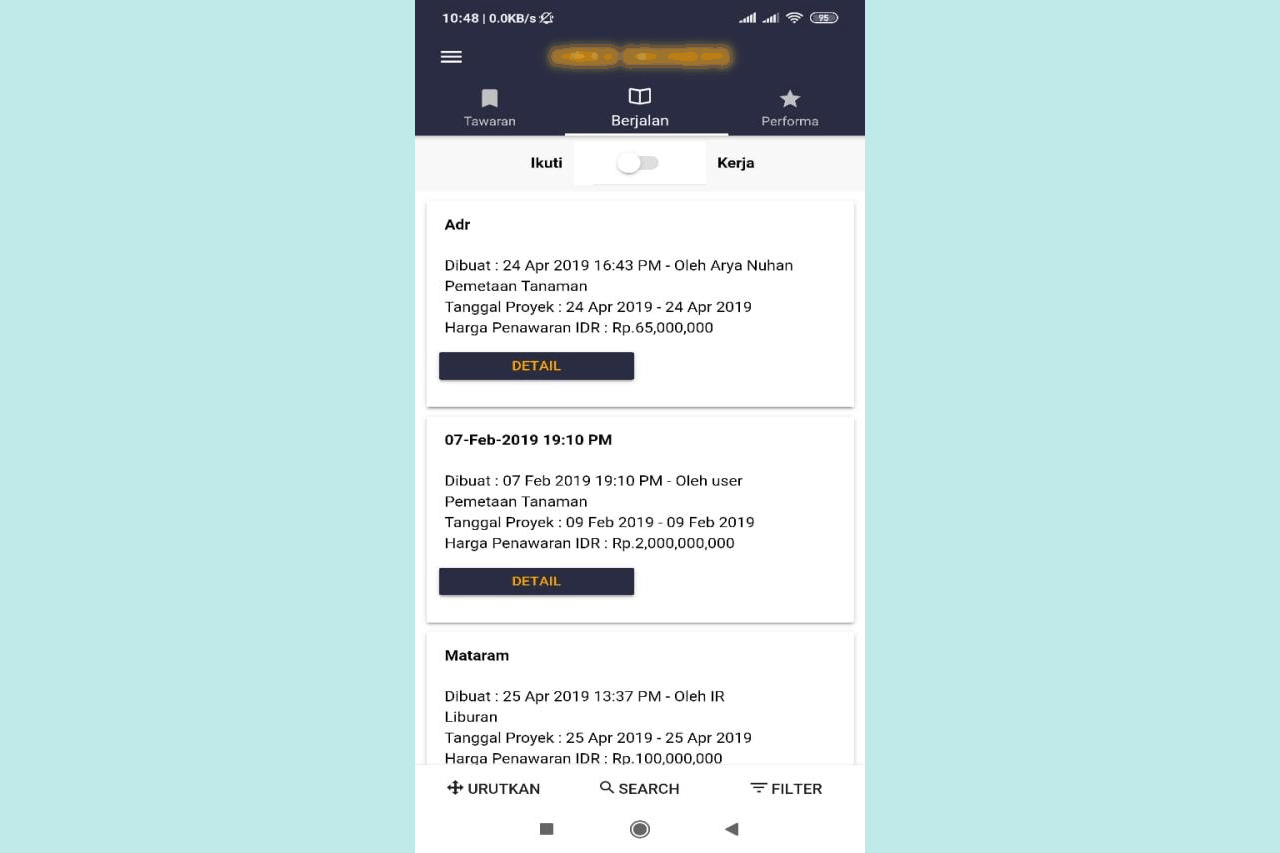 10:48 | 0.0KB/s
95
Tawaran
Berjalan
Performa
Ikuti
Kerja
Adr
Dibuat : 24 Apr 2019 16:43 PM - Oleh Arya Nuhan
Pemetaan Tanaman
Tanggal Proyek : 24 Apr 2019 - 24 Apr 2019
Harga Penawaran IDR : Rp.65,000,000
DETAIL
07-Feb-2019 19:10 PM
Dibuat : 07 Feb 2019 19:10 PM - Oleh user
Pemetaan Tanaman
Tanggal Proyek : 09 Feb 2019 - 09 Feb 2019
Harga Penawaran IDR : Rp.2,000,000,000
DETAIL
Mataram
Dibuat : 25 Apr 2019 13:37 PM - Oleh IR
Liburan
Tanggal Proyek : 25 Apr 2019 - 25 Apr 2019
Harga Penawaran IDR : Rp.100,000,000
URUTKAN
SEARCH
FILTER